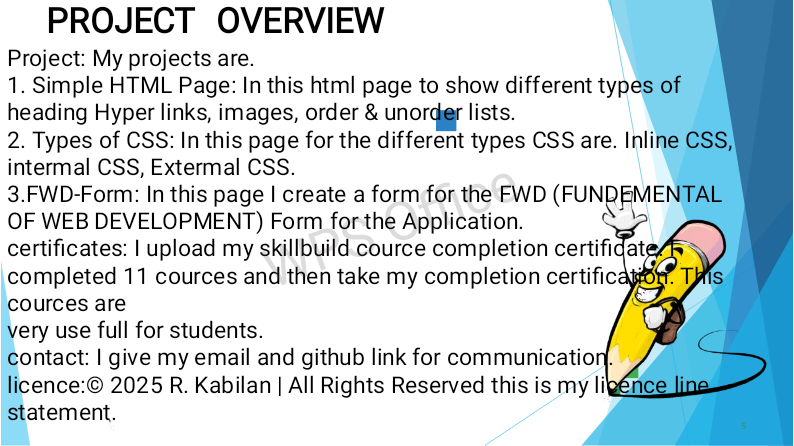 PROJECT OVERVIEW
Project: My projects are.
1. Simple HTML Page: In this html page to show different types of
heading Hyper links, images, order & unorder lists.
2. Types of CSS: In this page for the different types CSS are. Inline CSS,
intermal CSS, Extermal CSS.
3.FWD-Form: In this page I create a form for the FWD (FUNDEMENTAL
OF WEB DEVELOPMENT) Form for the Application.
certificates: I upload my skillbuild cource completion certificate. I
completed 11 cources and then take my completion certification. This
cources are
very use full for students.
contact: I give my email and github link for communication.
licence:© 2025 R. Kabilan | All Rights Reserved this is my licence line
statement.
WPS Office
5